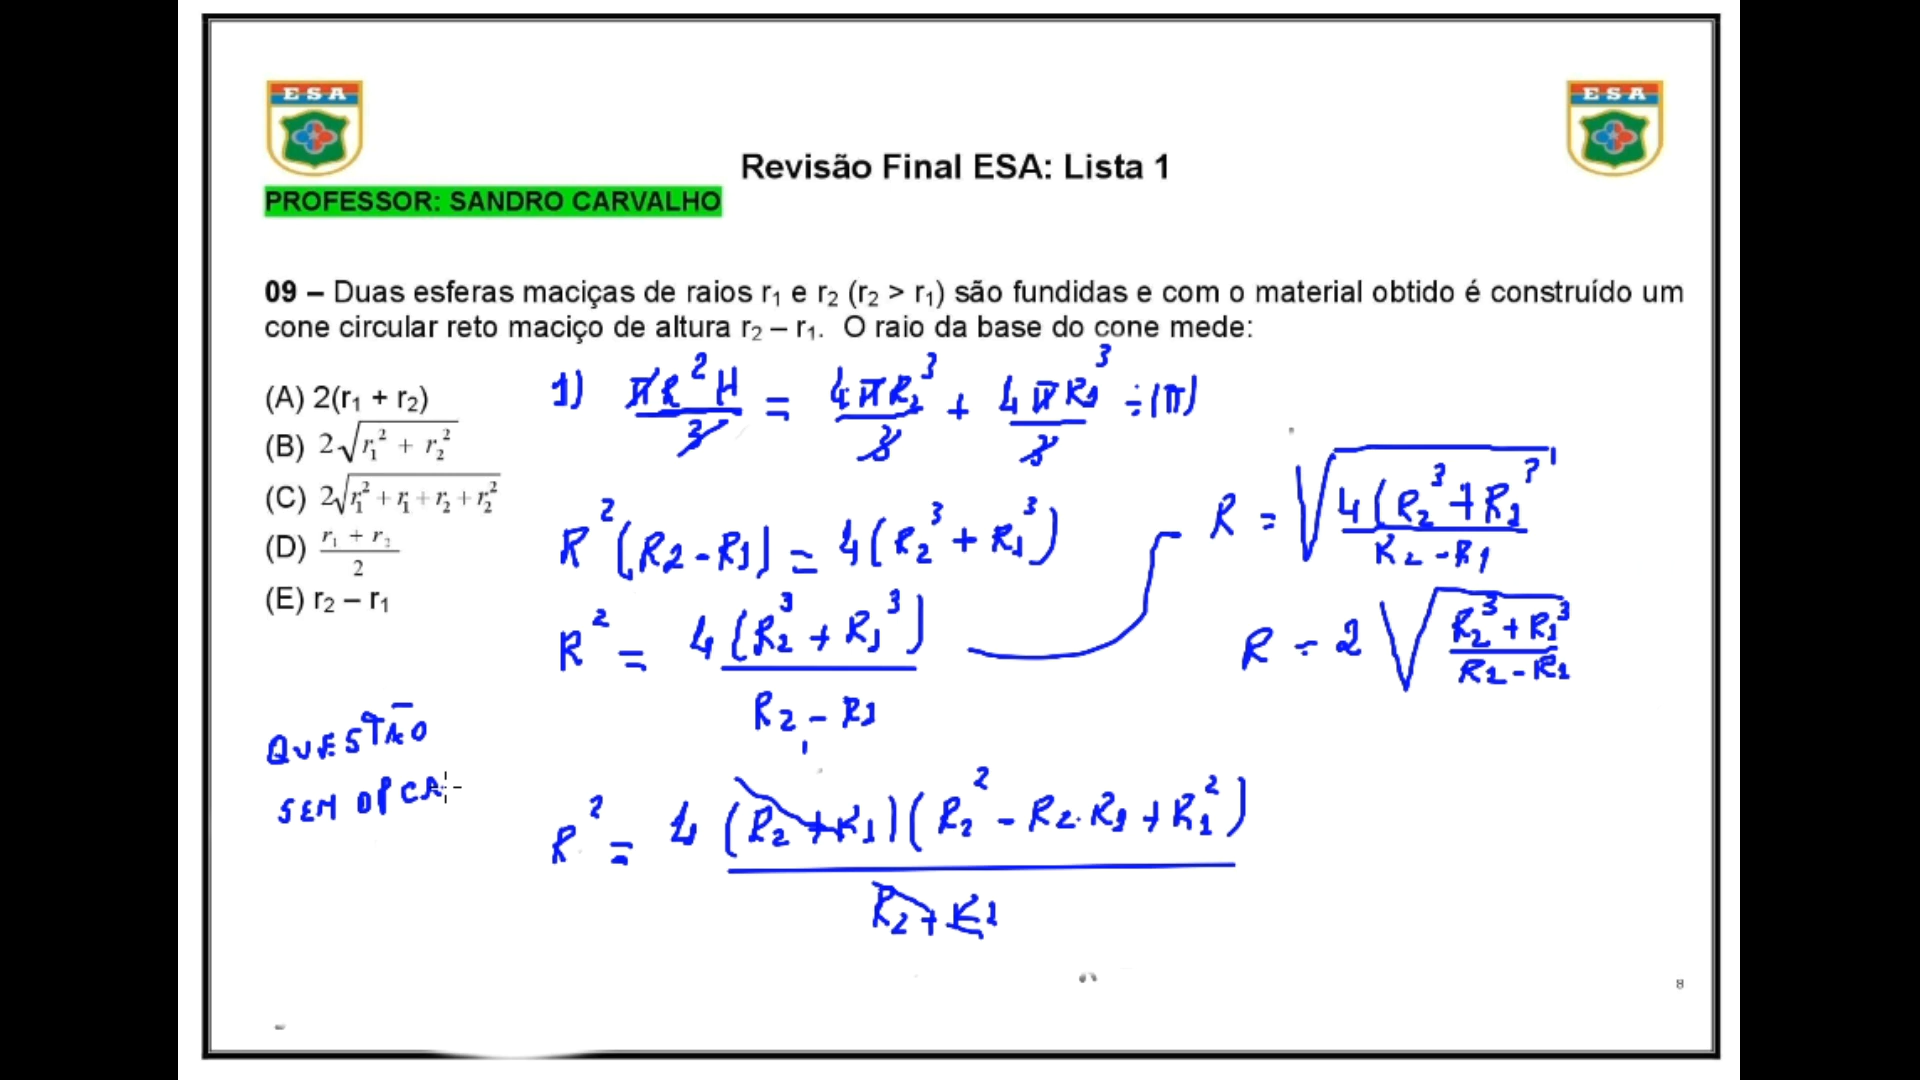 ESA
ESA
Revisão Final ESA: Lista 1
PROFESSOR: SANDRO CARVALHO
09 – Duas esferas maciças de raios r₁ e r₂ (r₂ > r₁) são fundidas e com o material obtido é construído um
cone circular reto maciço de altura r₂ – r₁. O raio da base do cone mede:
(A) 2(r₁ + r₂)
(B) 2√(r₁² + r₂²)
(C) 2√(r₁² + r₁ + r₂ + r₂²)
(D) (r₁ + r₂)/2
(E) r₂ – r₁
1) πR²H/3 = 4πR₂³/3 + 4πR₁³/3 ÷(π)
R²(R2-R1) = 4(R₂³ + R₁³)
R² = 4(R₂³ + R₁³)/(R2 - R1)
R = √(4(R₂³ + R₁³)/(R2 - R1))
R = 2√((R₂³ + R₁³)/(R2 - R1))
QUESTÃO
SEM OPCA
R² = 4(R2 + R1)(R₂² - R2.R1 + R₁²)/(R2 + R1)
8